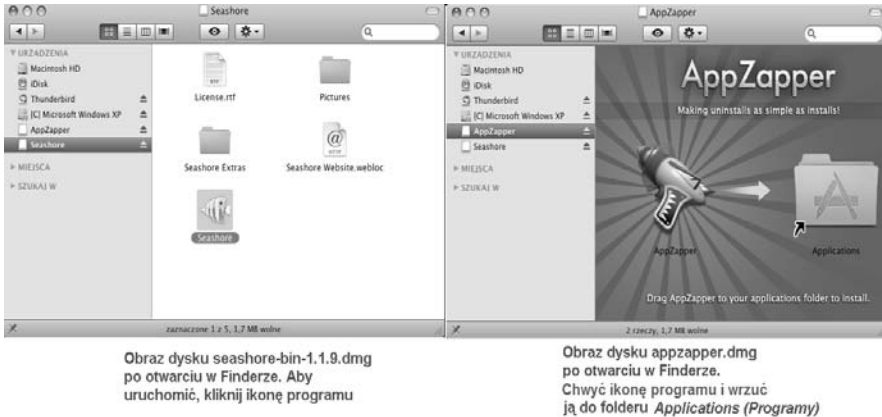 Seashore
URZĄDZENIA
Macintosh HD
iDisk
Thunderbird
[C] Microsoft Windows XP
AppZapper
Seashore
MIEJSCA
SZUKAJ W
License.rtf
Pictures
Seashore Extras
Seashore Website.webloc
Seashore
zaznaczone 1 z 5, 1,7 MB wolne
Obraz dysku seashore-bin-1.1.9.dmg
po otwarciu w Finderze. Aby
uruchomić, kliknij ikonę programu
AppZapper
URZĄDZENIA
Macintosh HD
iDisk
Thunderbird
[C] Microsoft Windows XP
AppZapper
Seashore
MIEJSCA
SZUKAJ W
AppZapper
Making uninstalls as simple as installs!
AppZapper
Applications
Drag AppZapper to your applications folder to install.
2 rzeczy, 1,7 MB wolne
Obraz dysku appzapper.dmg
po otwarciu w Finderze.
Chwyć ikonę programu i wrzuć
ją do folderu Applications (Programy)